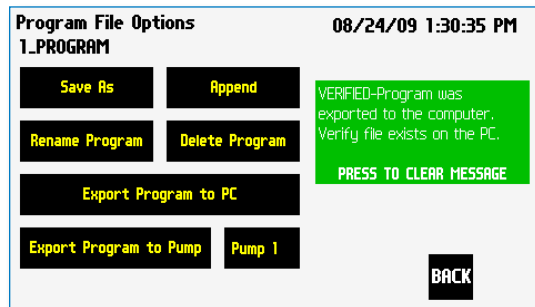 Program File Options
08/24/09 1:30:35 PM
1_PROGRAM
Save As
Append
VERIFIED-Program was
exported to the computer.
Verify file exists on the PC.
PRESS TO CLEAR MESSAGE
Rename Program
Delete Program
Export Program to PC
Export Program to Pump
Pump 1
BACK